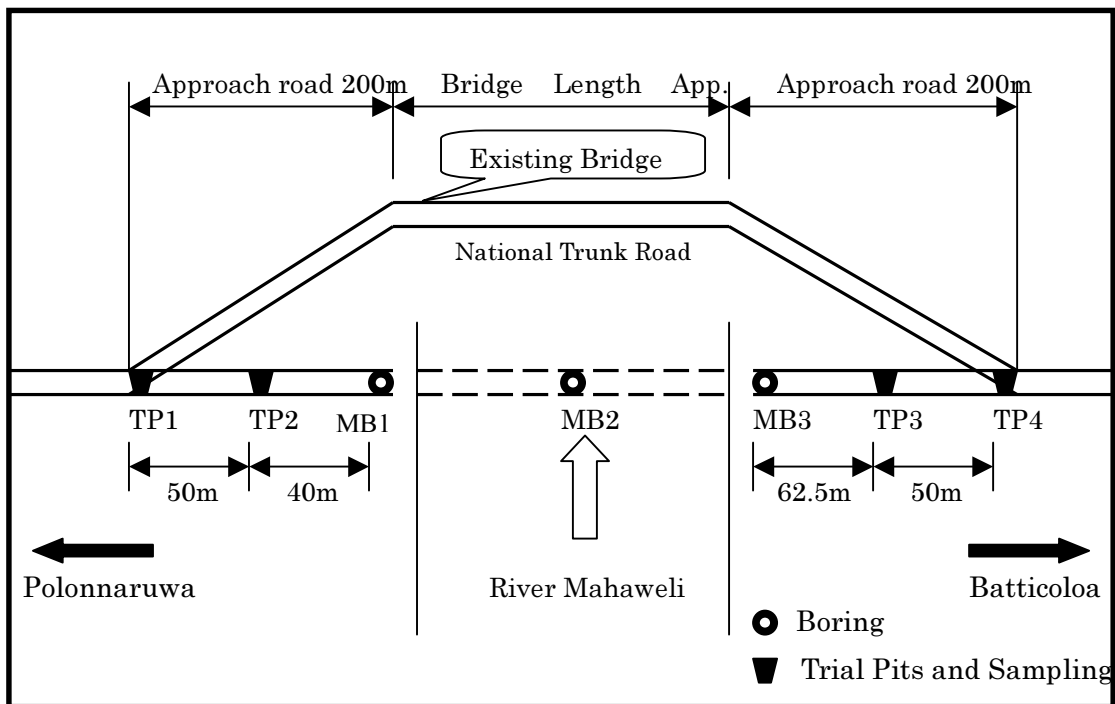 Approach road 200m Bridge Length App. Approach road 200m
Existing Bridge
National Trunk Road
TP1 TP2 MB1 MB2 MB3 TP3 TP4
50m 40m 62.5m 50m
Polonnaruwa River Mahaweli Batticoloa
Boring
Trial Pits and Sampling